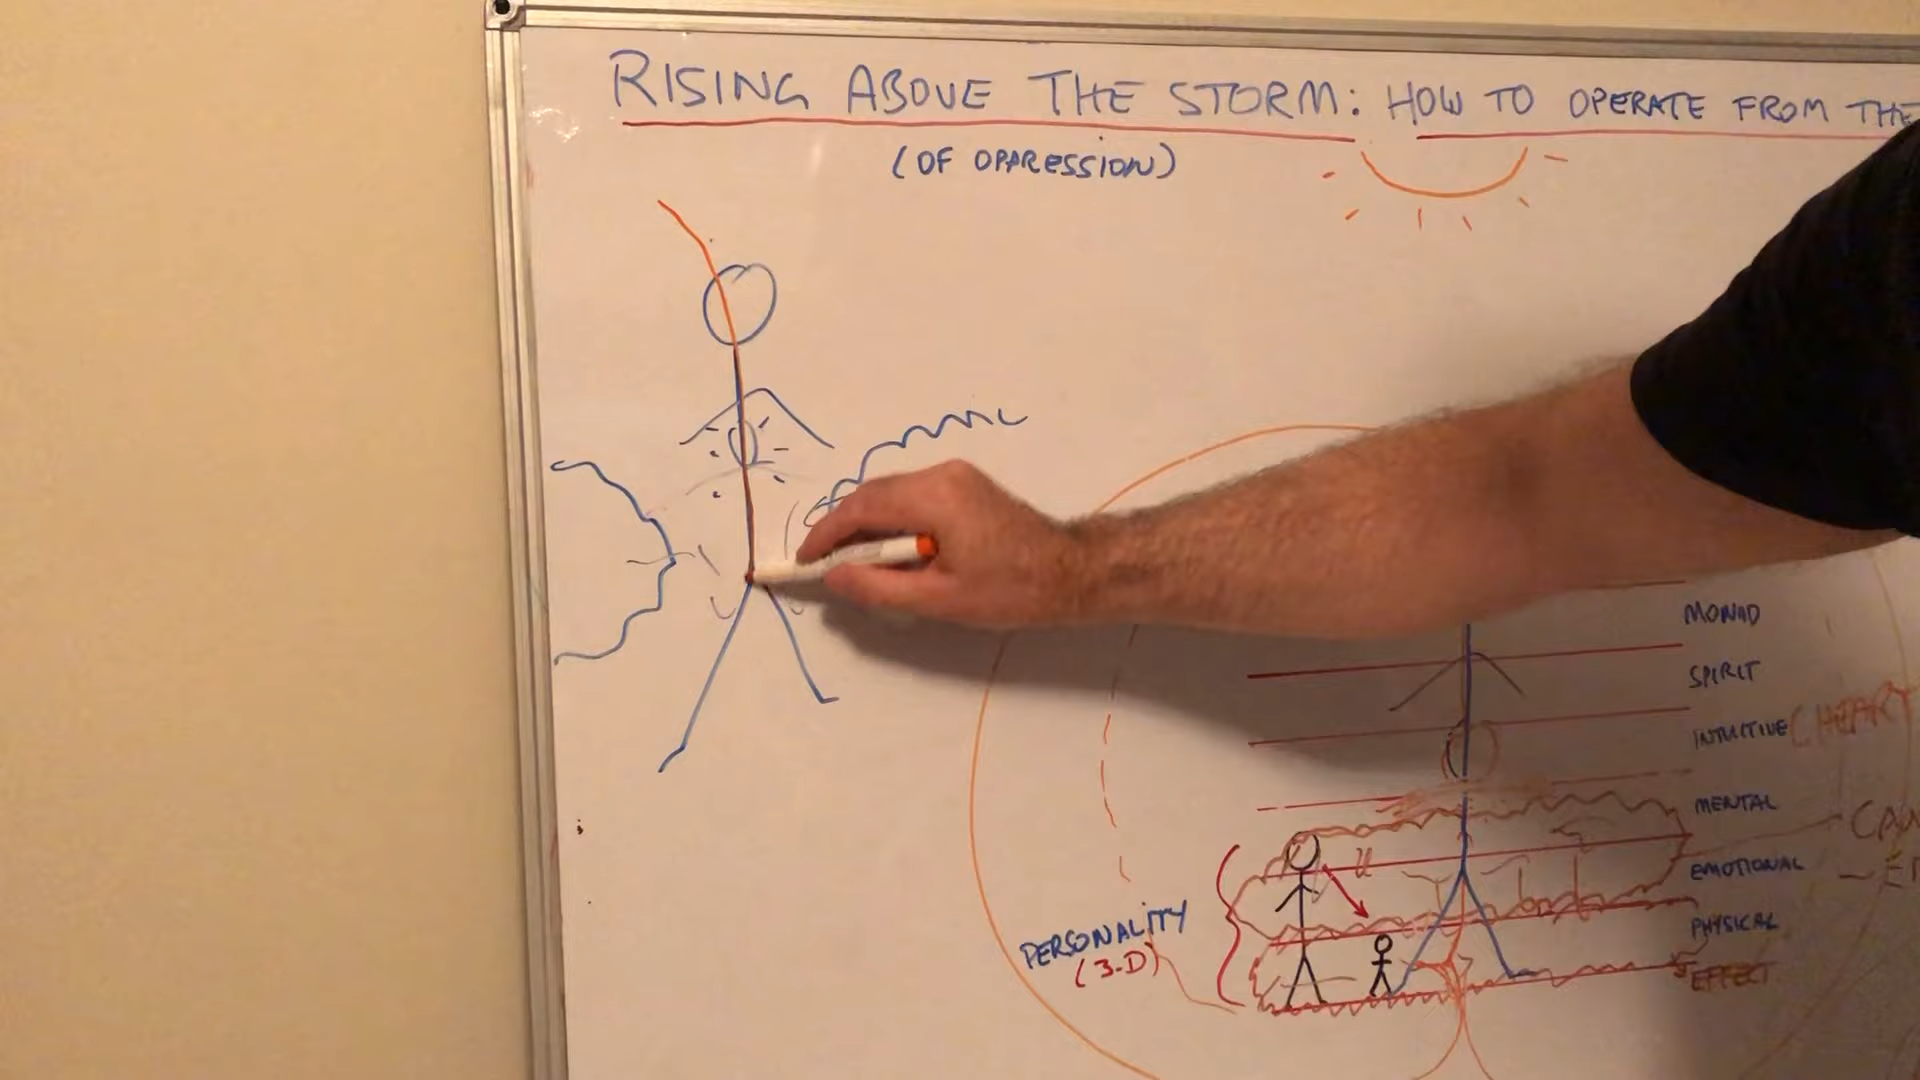 RISING ABOVE THE STORM: HOW TO OPERATE FROM THE
(OF OPPRESSION)
MONAD
SPIRIT
INTUITIVE (HEART
MENTAL
EMOTIONAL
PHYSICAL
EFFECT
PERSONALITY
(3-D)